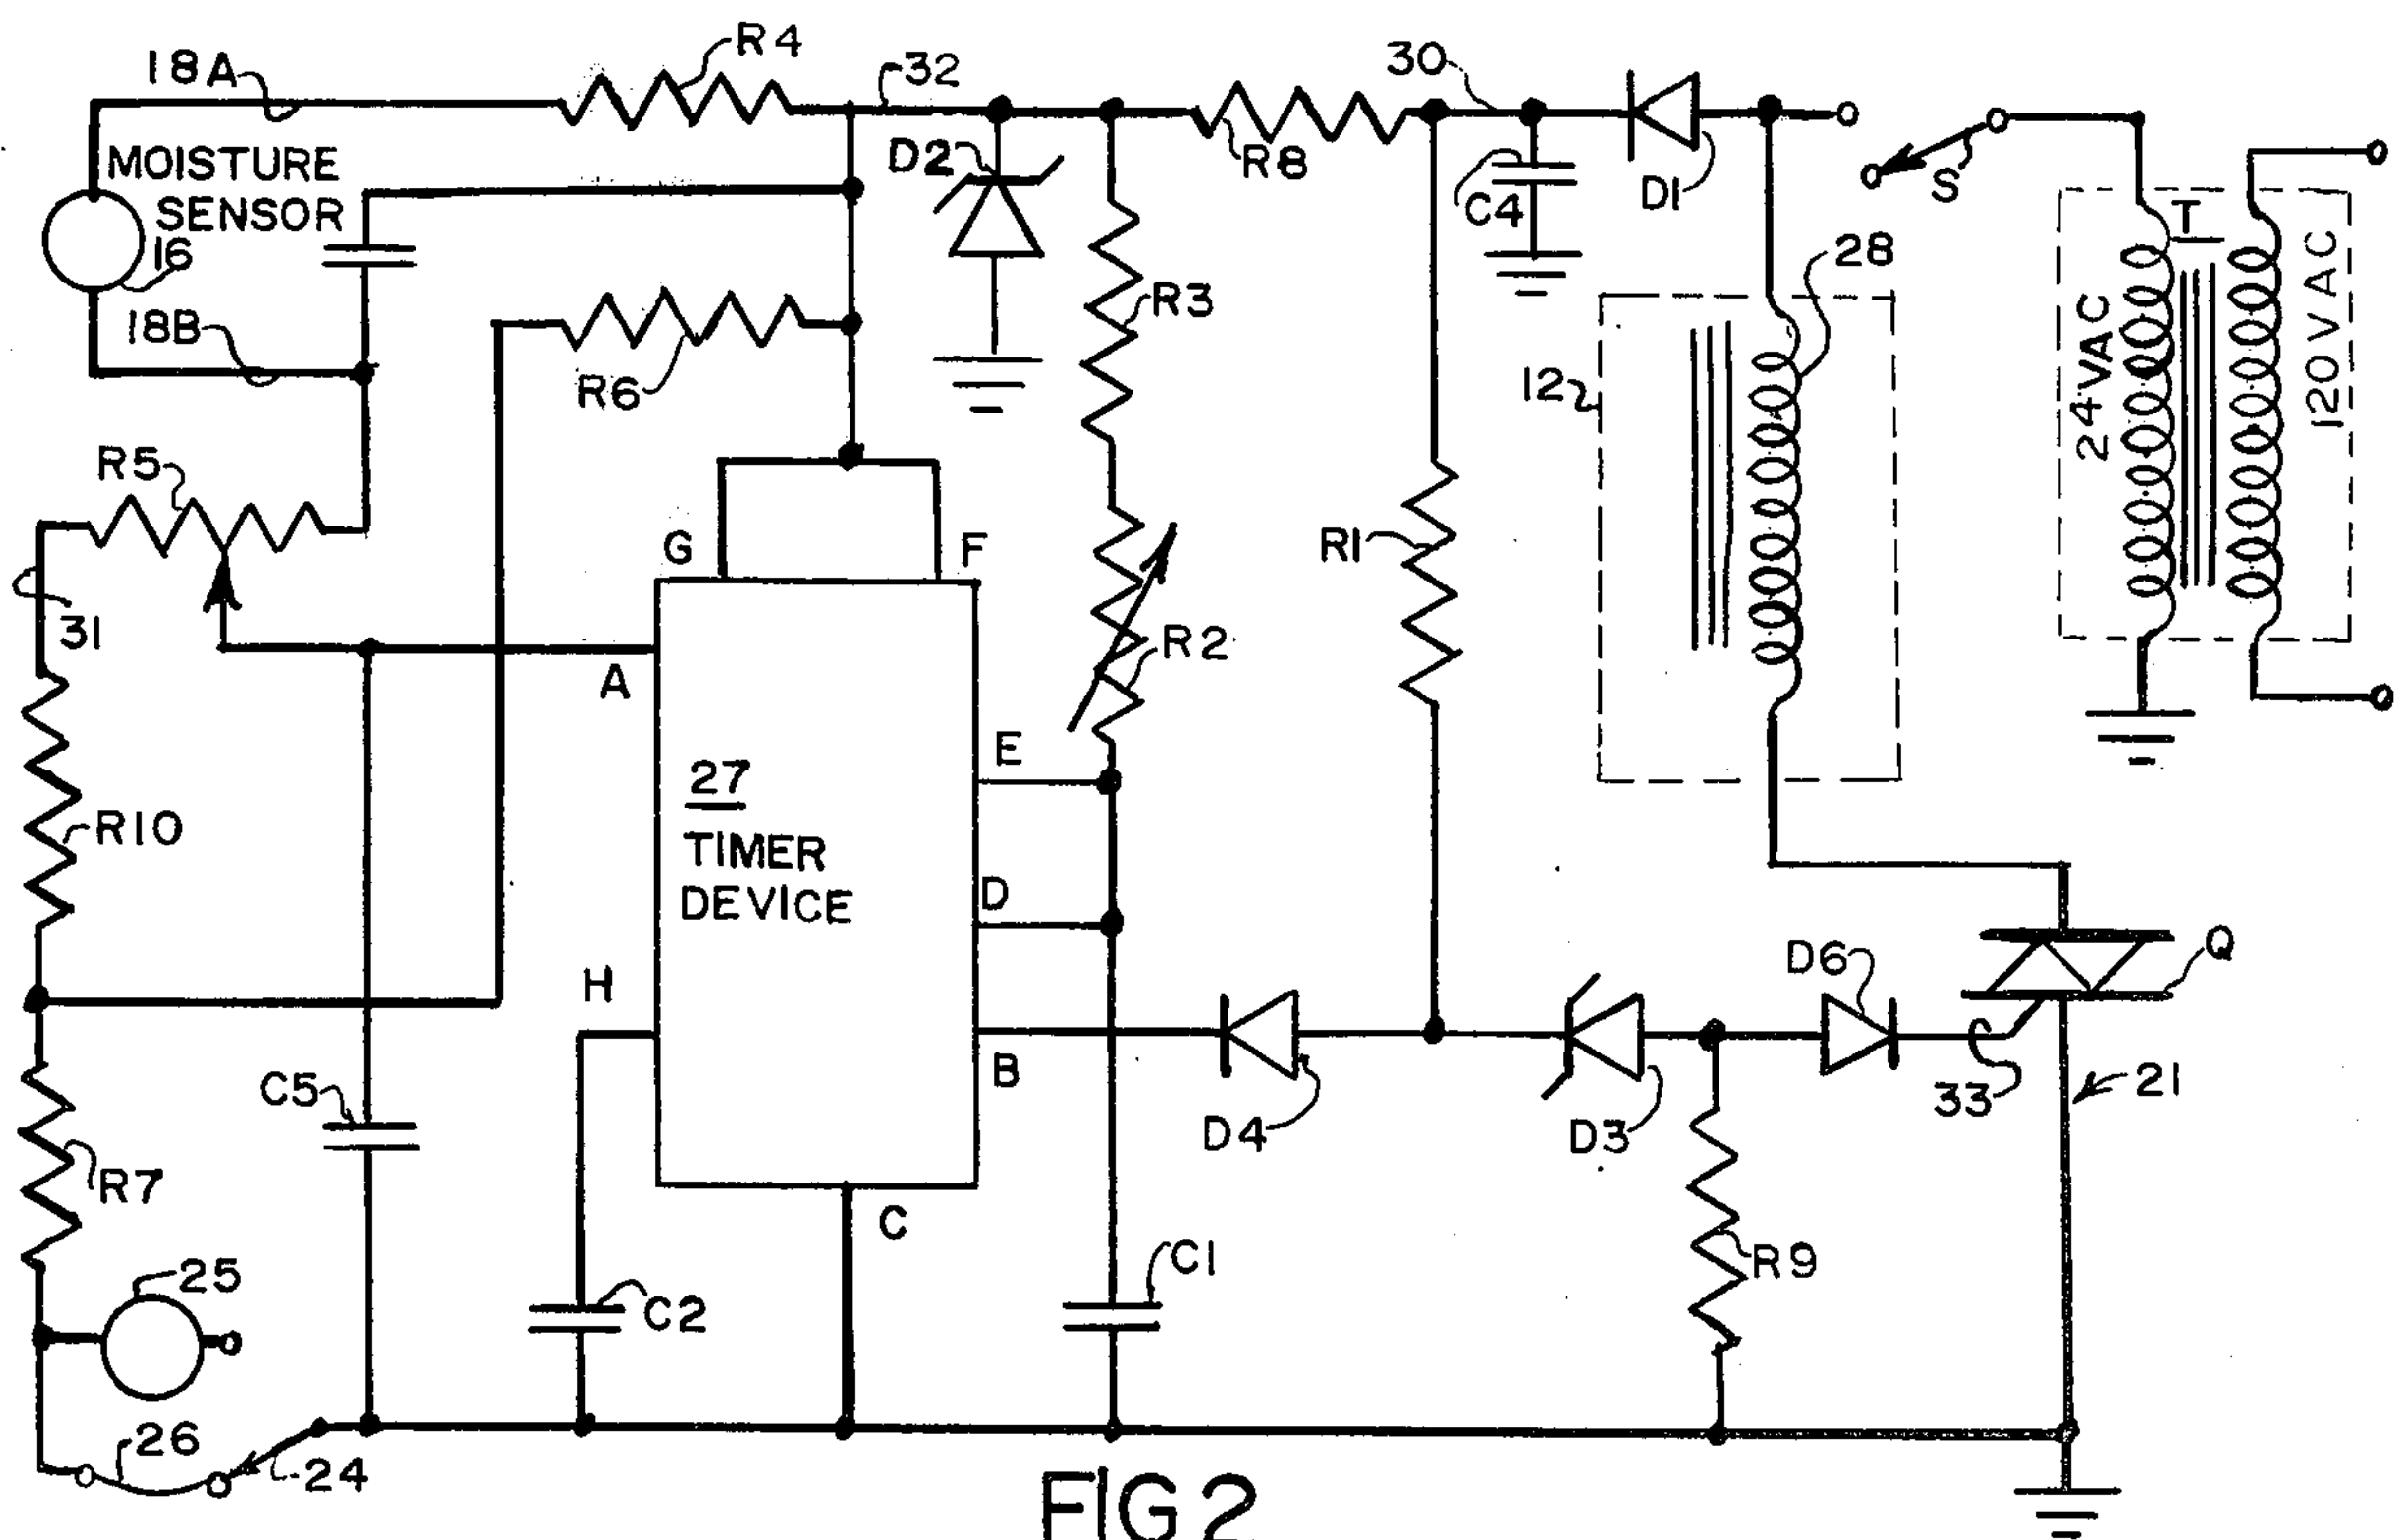 18A
R4
32
30
MOISTURE
SENSOR
16
18B
D2
R8
C4
D1
S
T
24VAC
120VAC
28
R3
R6
12
R5
G
F
R1
31
A
R2
E
27
TIMER
DEVICE
R10
D
H
D6
Q
B
C5
D4
D3
33
21
R7
C
C1
R9
25
C2
26
24
FIG 2